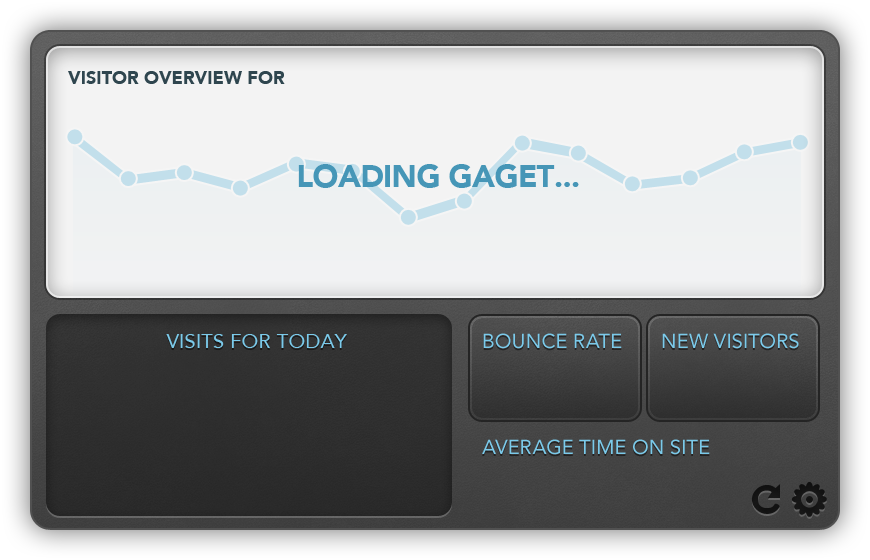 VISITOR OVERVIEW FOR
LOADING GAGET...
VISITS FOR TODAY
BOUNCE RATE
NEW VISITORS
AVERAGE TIME ON SITE